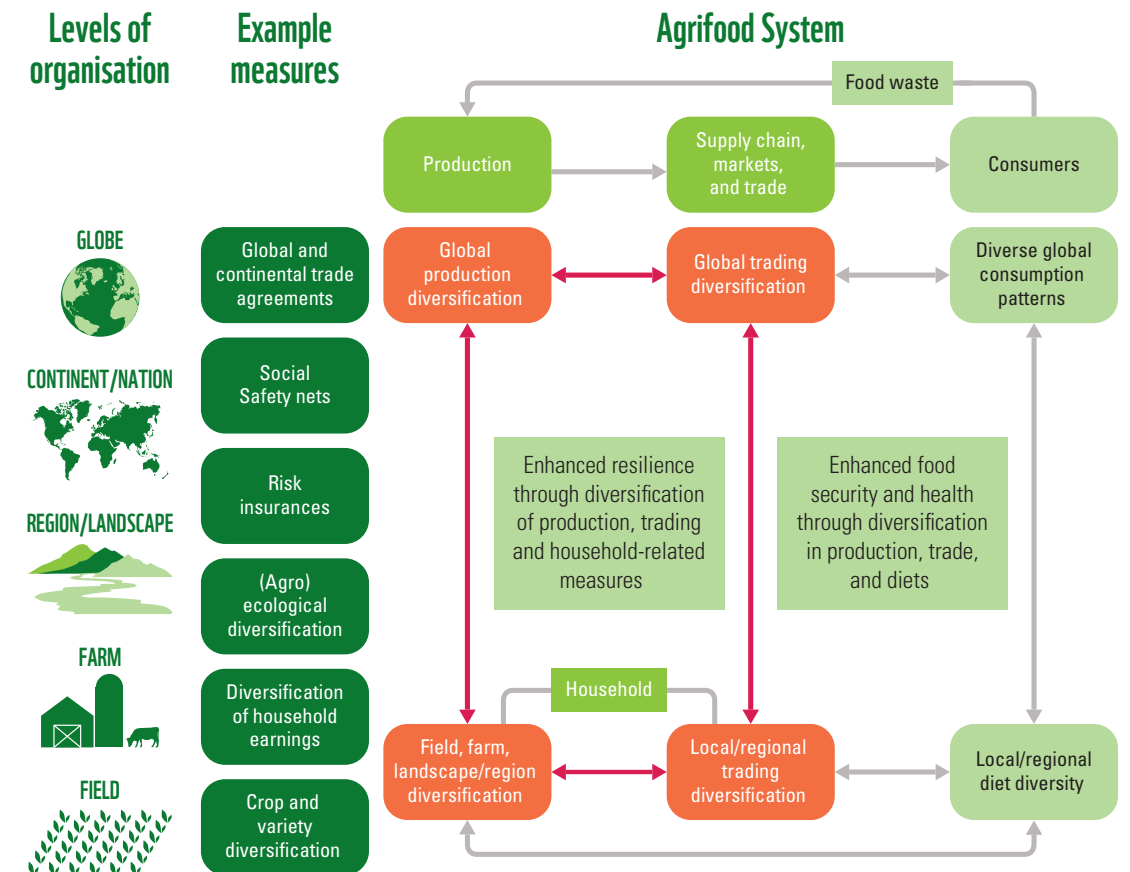 Levels of
organisation
Example
measures
Agrifood System
Food waste
Production
Supply chain,
markets,
and trade
Consumers
GLOBE
Global and
continental trade
agreements
Global
production
diversification
Global trading
diversification
Diverse global
consumption
patterns
CONTINENT/NATION
Social
Safety nets
Risk
insurances
Enhanced resilience
through diversification
of production, trading
and household-related
measures
Enhanced food
security and health
through diversification
in production, trade,
and diets
REGION/LANDSCAPE
(Agro)
ecological
diversification
FARM
Diversification
of household
earnings
Household
Field, farm,
landscape/region
diversification
Local/regional
trading
diversification
Local/regional
diet diversity
FIELD
Crop and
variety
diversification